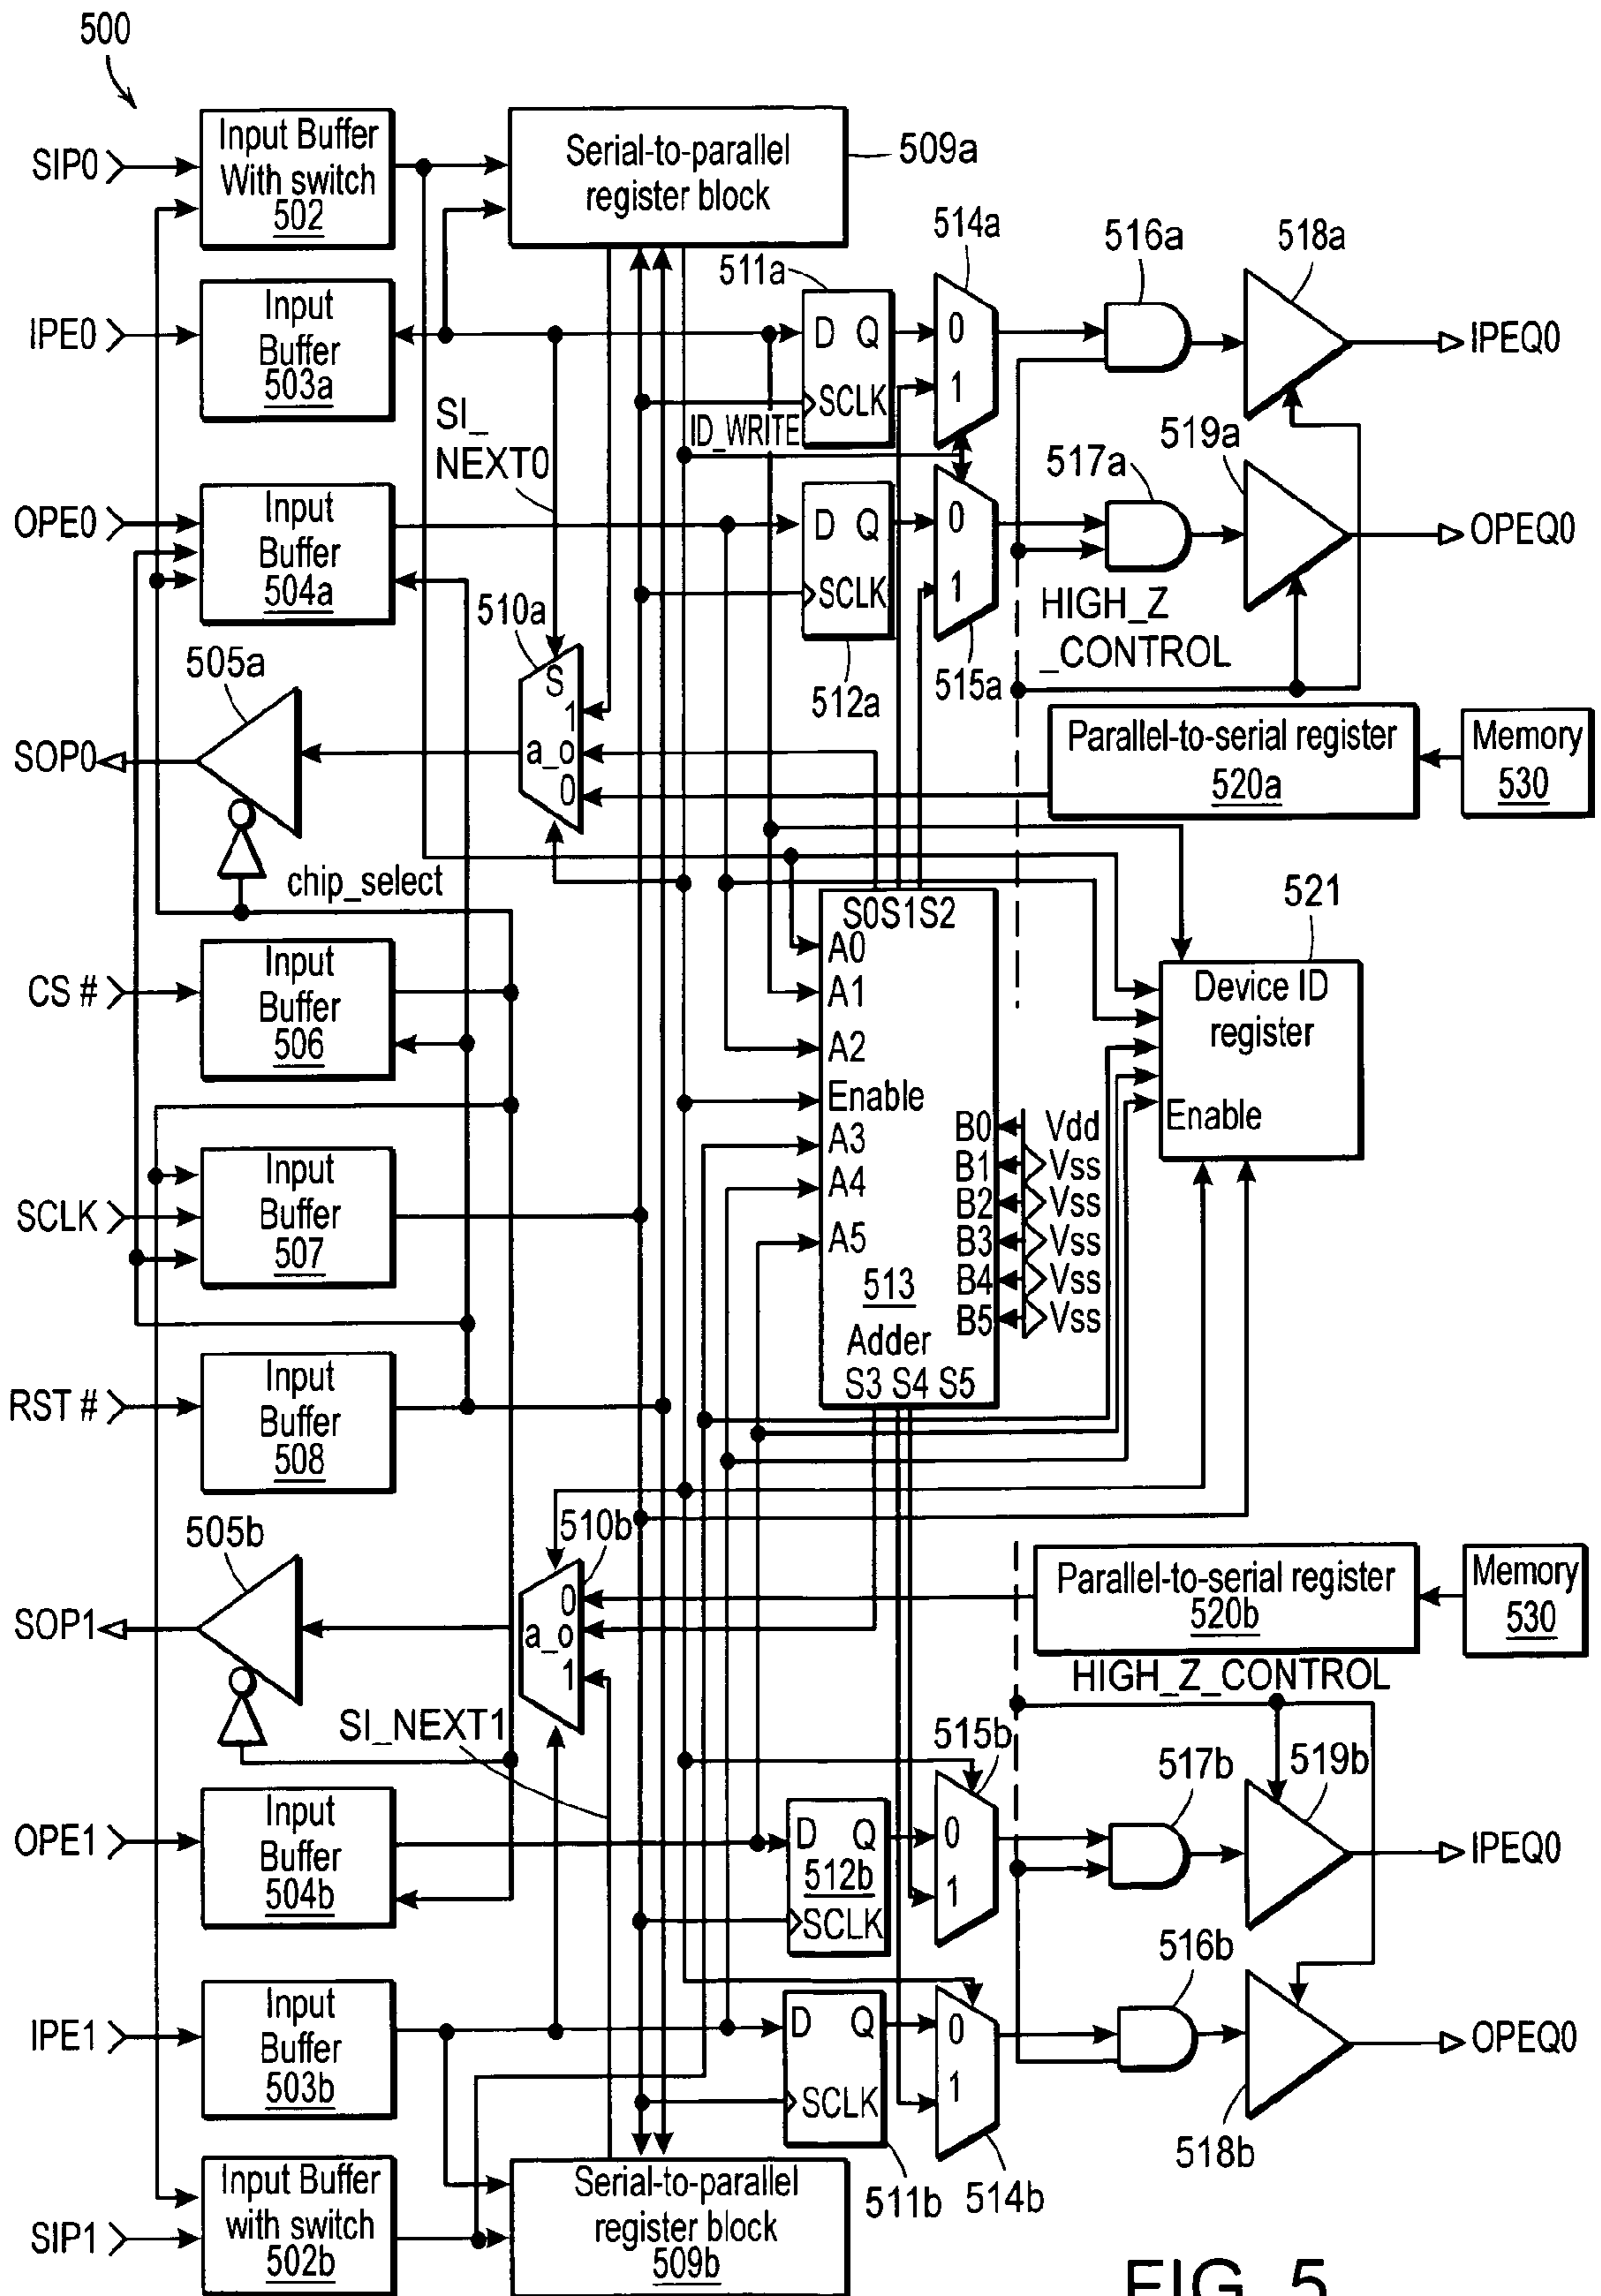 500
SIP0
Input Buffer
With switch
502
Serial-to-parallel
register block
509a
IPE0
Input
Buffer
503a
SI_
NEXT0
511a
D Q
SCLK
ID_WRITE
514a
0
1
516a
518a
IPEQ0
OPE0
Input
Buffer
504a
D Q
SCLK
512a
0
1
515a
517a
519a
OPEQ0
HIGH_Z
_CONTROL
505a
SOP0
510a
S
1
a_o
0
Parallel-to-serial register
520a
Memory
530
chip_select
CS #
Input
Buffer
506
S0S1S2
A0
A1
A2
Enable
A3
A4
A5
513
Adder
S3 S4 S5
B0
B1
B2
B3
B4
B5
Vdd
Vss
Vss
Vss
Vss
Vss
521
Device ID
register
Enable
SCLK
Input
Buffer
507
RST #
Input
Buffer
508
505b
SOP1
510b
0
a_o
1
Parallel-to-serial register
520b
Memory
530
HIGH_Z_CONTROL
SI_NEXT1
OPE1
Input
Buffer
504b
D Q
512b
SCLK
515b
0
1
517b
519b
IPEQ0
IPE1
Input
Buffer
503b
D Q
SCLK
511b
0
1
514b
516b
518b
OPEQ0
SIP1
Input Buffer
with switch
502b
Serial-to-parallel
register block
509b
FIG. 5